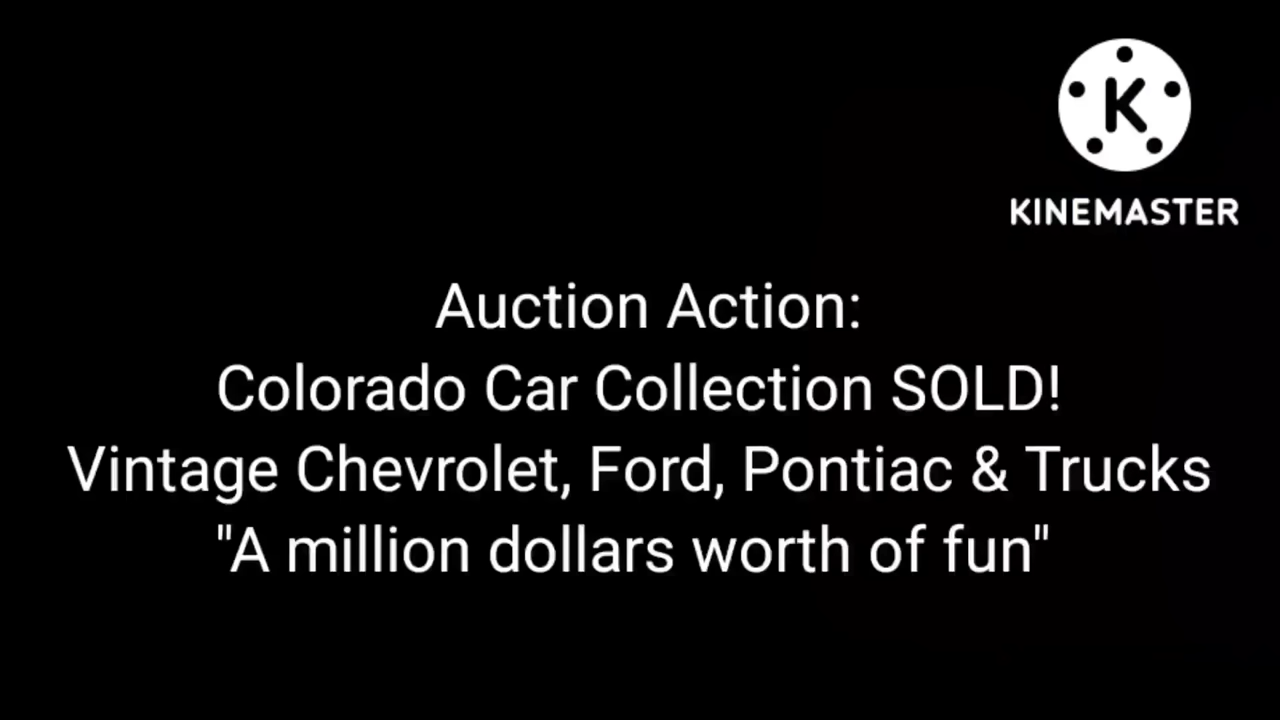 K
KINEMASTER
Auction Action:
Colorado Car Collection SOLD!
Vintage Chevrolet, Ford, Pontiac & Trucks
"A million dollars worth of fun"